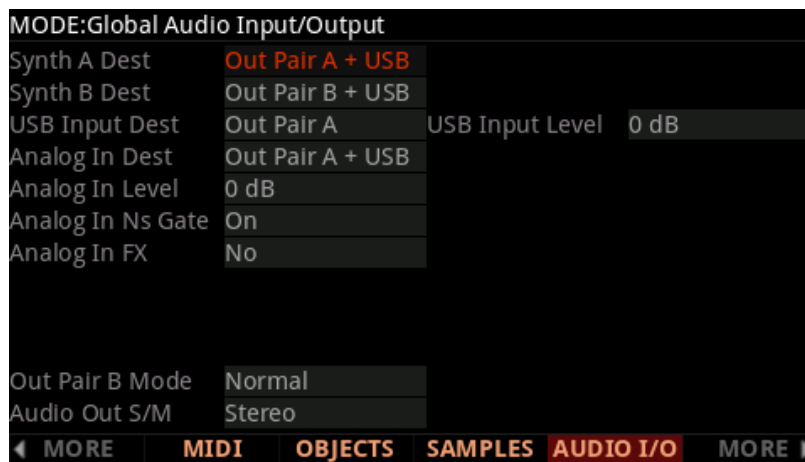 MODE:Global Audio Input/Output
Synth A Dest Out Pair A + USB
Synth B Dest Out Pair B + USB
USB Input Dest Out Pair A USB Input Level 0 dB
Analog In Dest Out Pair A + USB
Analog In Level 0 dB
Analog In Ns Gate On
Analog In FX No
Out Pair B Mode Normal
Audio Out S/M Stereo
MORE MIDI OBJECTS SAMPLES AUDIO I/O MORE